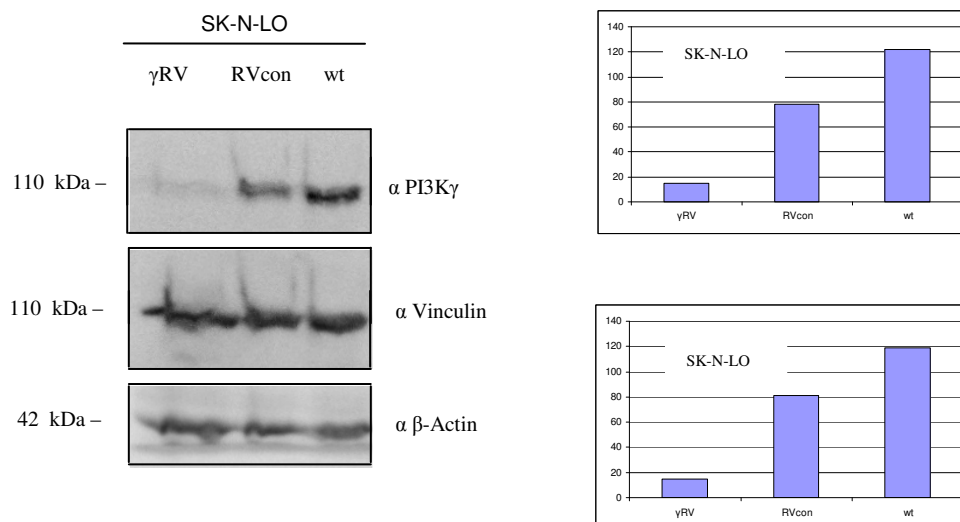 SK-N-LO
γRV RVcon wt
110 kDa – α PI3Kγ
110 kDa – α Vinculin
42 kDa – α β-Actin
140
120
100
80
60
40
20
0
SK-N-LO
γRV RVcon wt
140
120
100
80
60
40
20
0
SK-N-LO
γRV RVcon wt